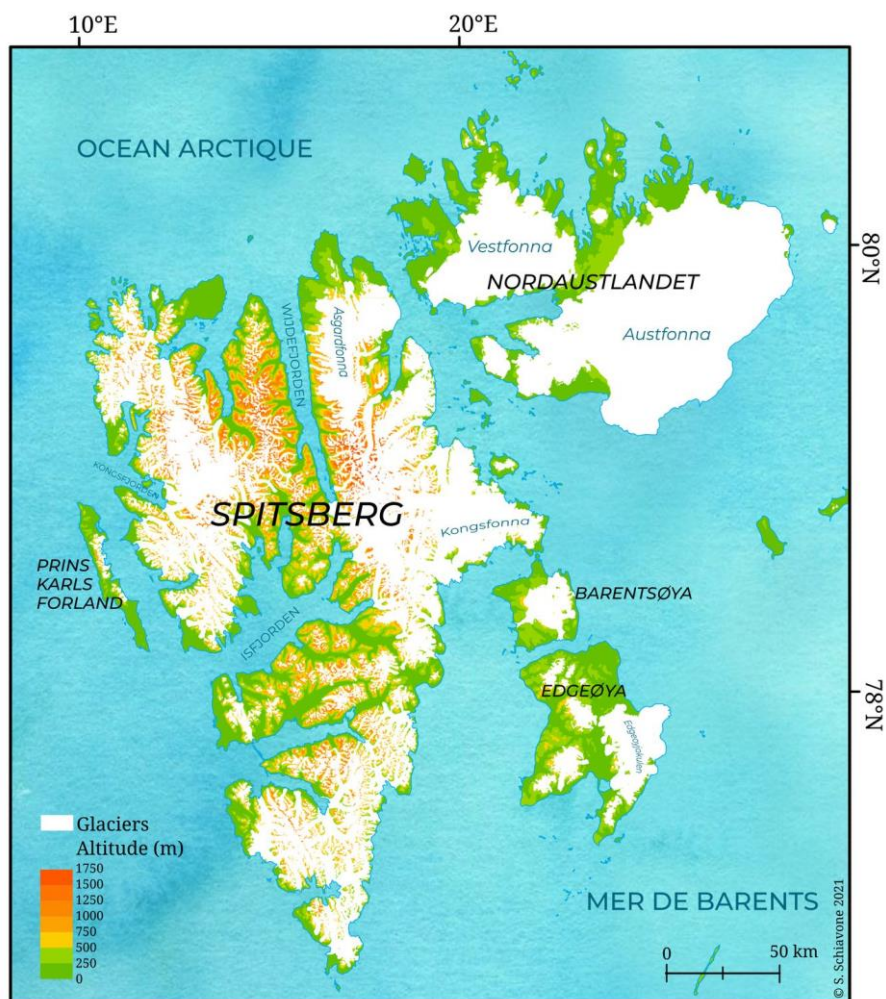 10°E
20°E
OCEAN ARCTIQUE
80°N
Vestfonna
NORDAUSTLANDET
Austfonna
WIJDEFJORDEN
Åsgardfonna
KONGSFJORDEN
SPITSBERG
Kongsfonna
PRINS
KARLS
FORLAND
BARENTSØYA
ISFJORDEN
78°N
EDGEØYA
Edgeøyjøkulen
Glaciers
Altitude (m)
1750
1500
1250
1000
750
500
250
0
MER DE BARENTS
0
50 km
© S. Schiavone 2021